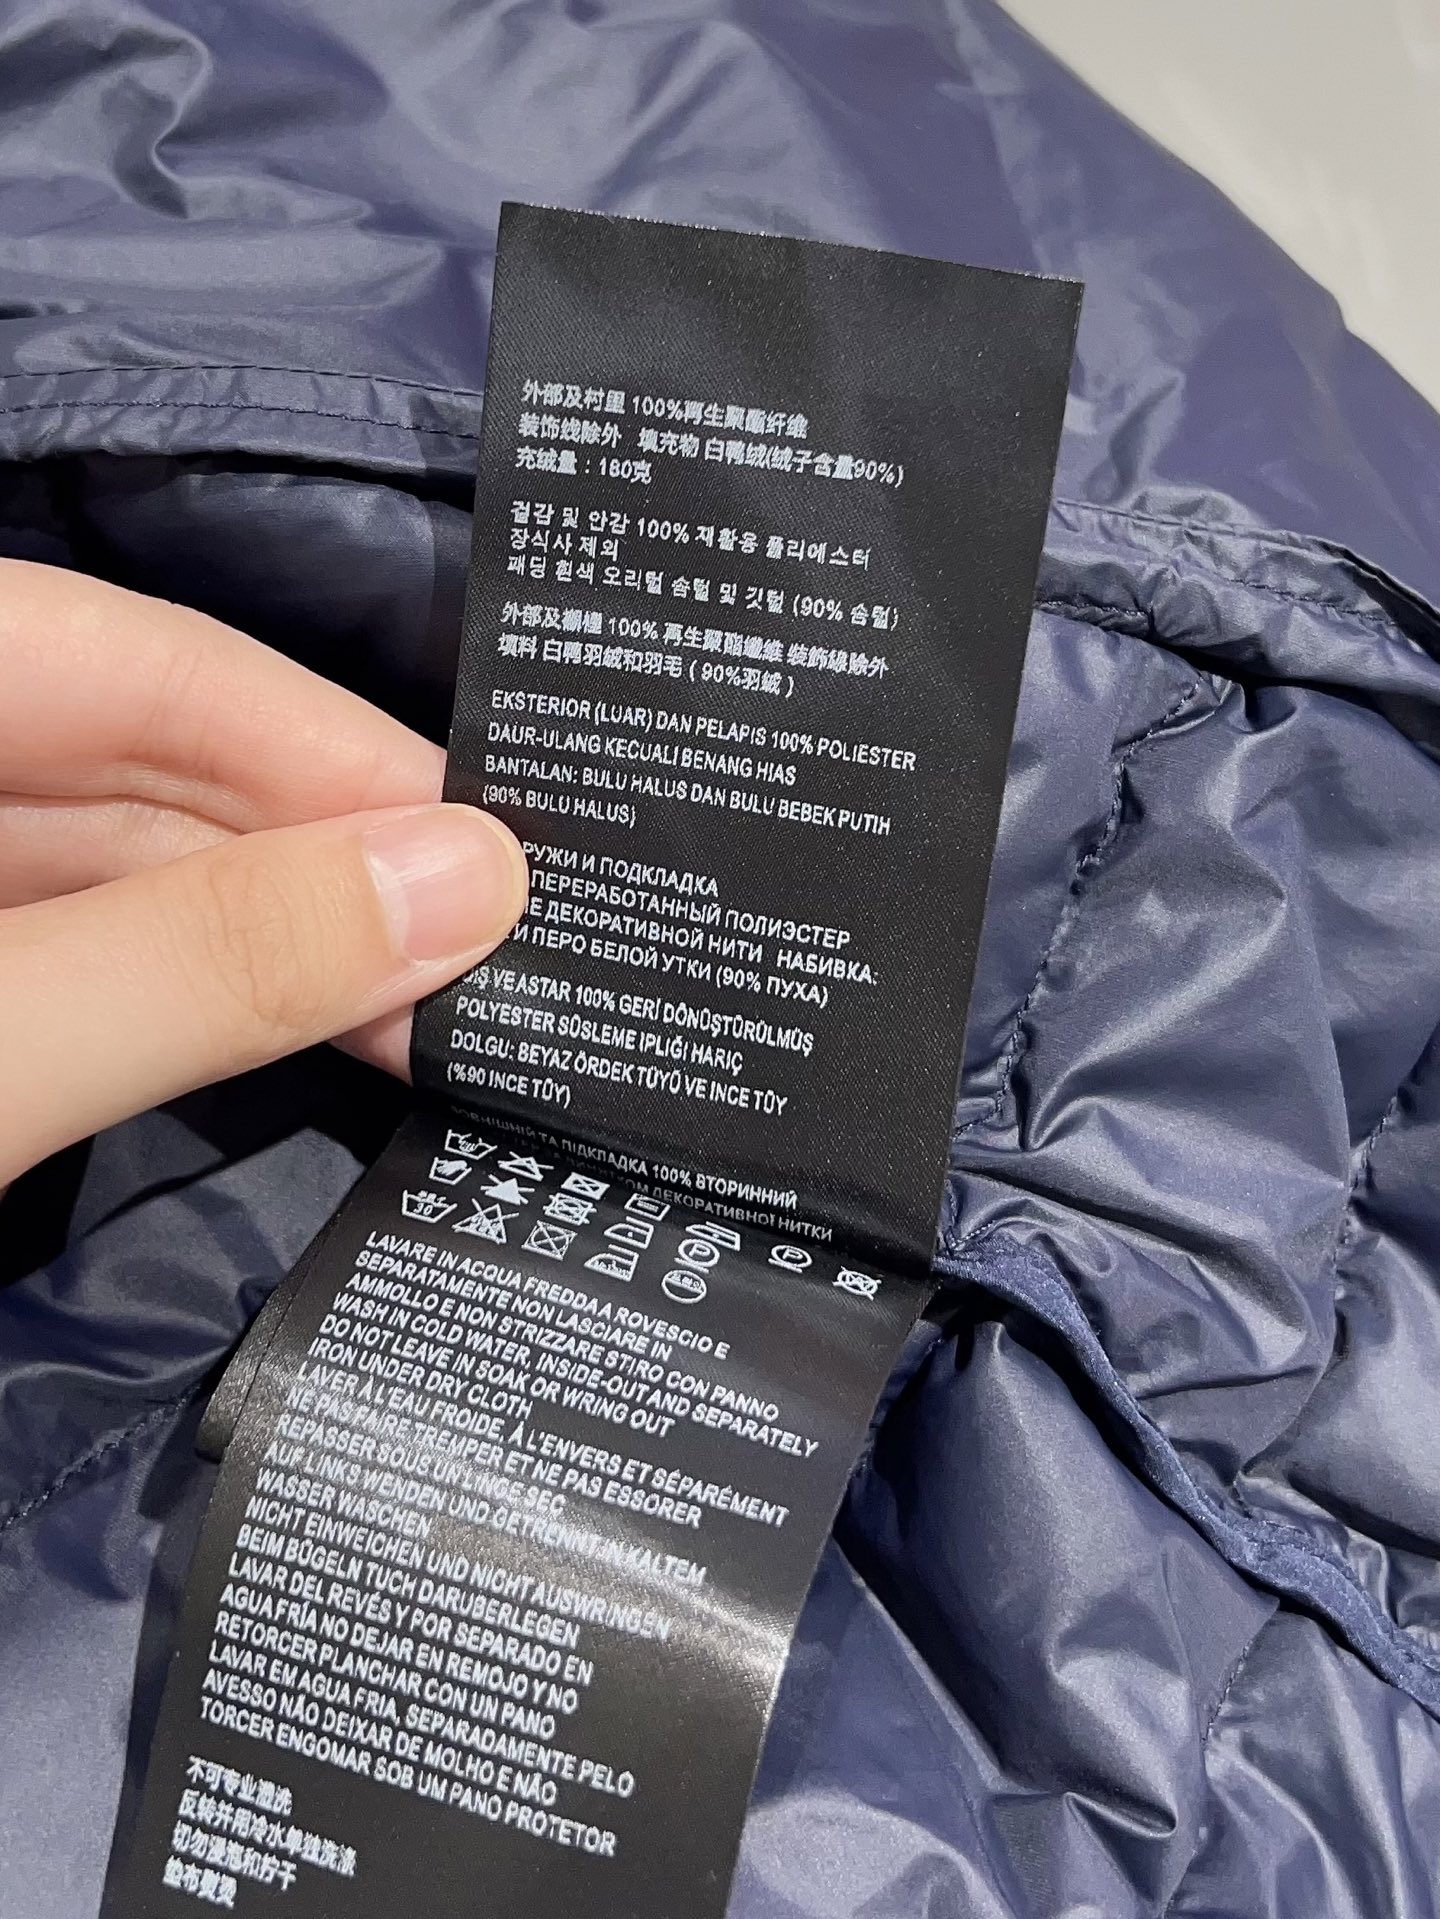 外部及村里 100%再生聚酯纤维
装饰线除外 填充物 白鸭绒(绒子含量90%)
充绒量：180克
겉감 및 안감 100% 재활용 폴리에스터
장식사 제외
패딩 흰색 오리털 솜털 및 깃털 (90% 솜털)
外部及襯裡 100% 再生聚酯纖維 裝飾線除外
填料 白鴨羽絨和羽毛 ( 90%羽絨 )
EKSTERIOR (LUAR) DAN PELAPIS 100% POLIESTER
DAUR-ULANG KECUALI BENANG HIAS
BANTALAN: BULU HALUS DAN BULU BEBEK PUTIH
(90% BULU HALUS)
РУЖИ И ПОДКЛАДКА
ПЕРЕРАБОТАННЫЙ ПОЛИЭСТЕР
Е ДЕКОРАТИВНОЙ НИТИ НАБИВКА:
И ПЕРО БЕЛОЙ УТКИ (90% ПУХА)
DIŞ VE ASTAR 100% GERİ DÖNÜŞTÜRÜLMÜŞ
POLYESTER SÜSLEME IPLIĞI HARIÇ
DOLGU: BEYAZ ÖRDEK TÜYÜ VE INCE TÜY
(%90 INCE TÜY)
ЗОВНІШНІЙ ТА ПІДКЛАДКА 100% ВТОРИННИЙ
ДЕКОРАТИВНОЇ НИТКИ
LAVARE IN ACQUA FREDDA A ROVESCIO E
SEPARATAMENTE NON LASCIARE IN
AMMOLLO E NON STRIZZARE STIRO CON PANNO
WASH IN COLD WATER, INSIDE-OUT AND SEPARATELY
DO NOT LEAVE IN SOAK OR WRING OUT
IRON UNDER DRY CLOTH
LAVER À L'EAU FROIDE, À L'ENVERS ET SÉPARÉMENT
NE PAS FAIRE TREMPER ET NE PAS ESSORER
REPASSER SOUS UN LINGE SEC
AUF LINKS WENDEN UND GETRENNT IN KALTEM
WASSER WASCHEN
NICHT EINWEICHEN UND NICHT AUSWRINGEN
BEIM BÜGELN TUCH DARUBERLEGEN
LAVAR DEL REVÉS Y POR SEPARADO EN
AGUA FRÍA NO DEJAR EN REMOJO Y NO
RETORCER PLANCHAR CON UN PANO
LAVAR EM AGUA FRIA, SEPARADAMENTE PELO
AVESSO NÃO DEIXAR DE MOLHO E NÃO
TORCER ENGOMAR SOB UM PANO PROTETOR
不可专业湿洗
反转并用冷水单独洗涤
切勿浸泡和拧干
垫布熨烫